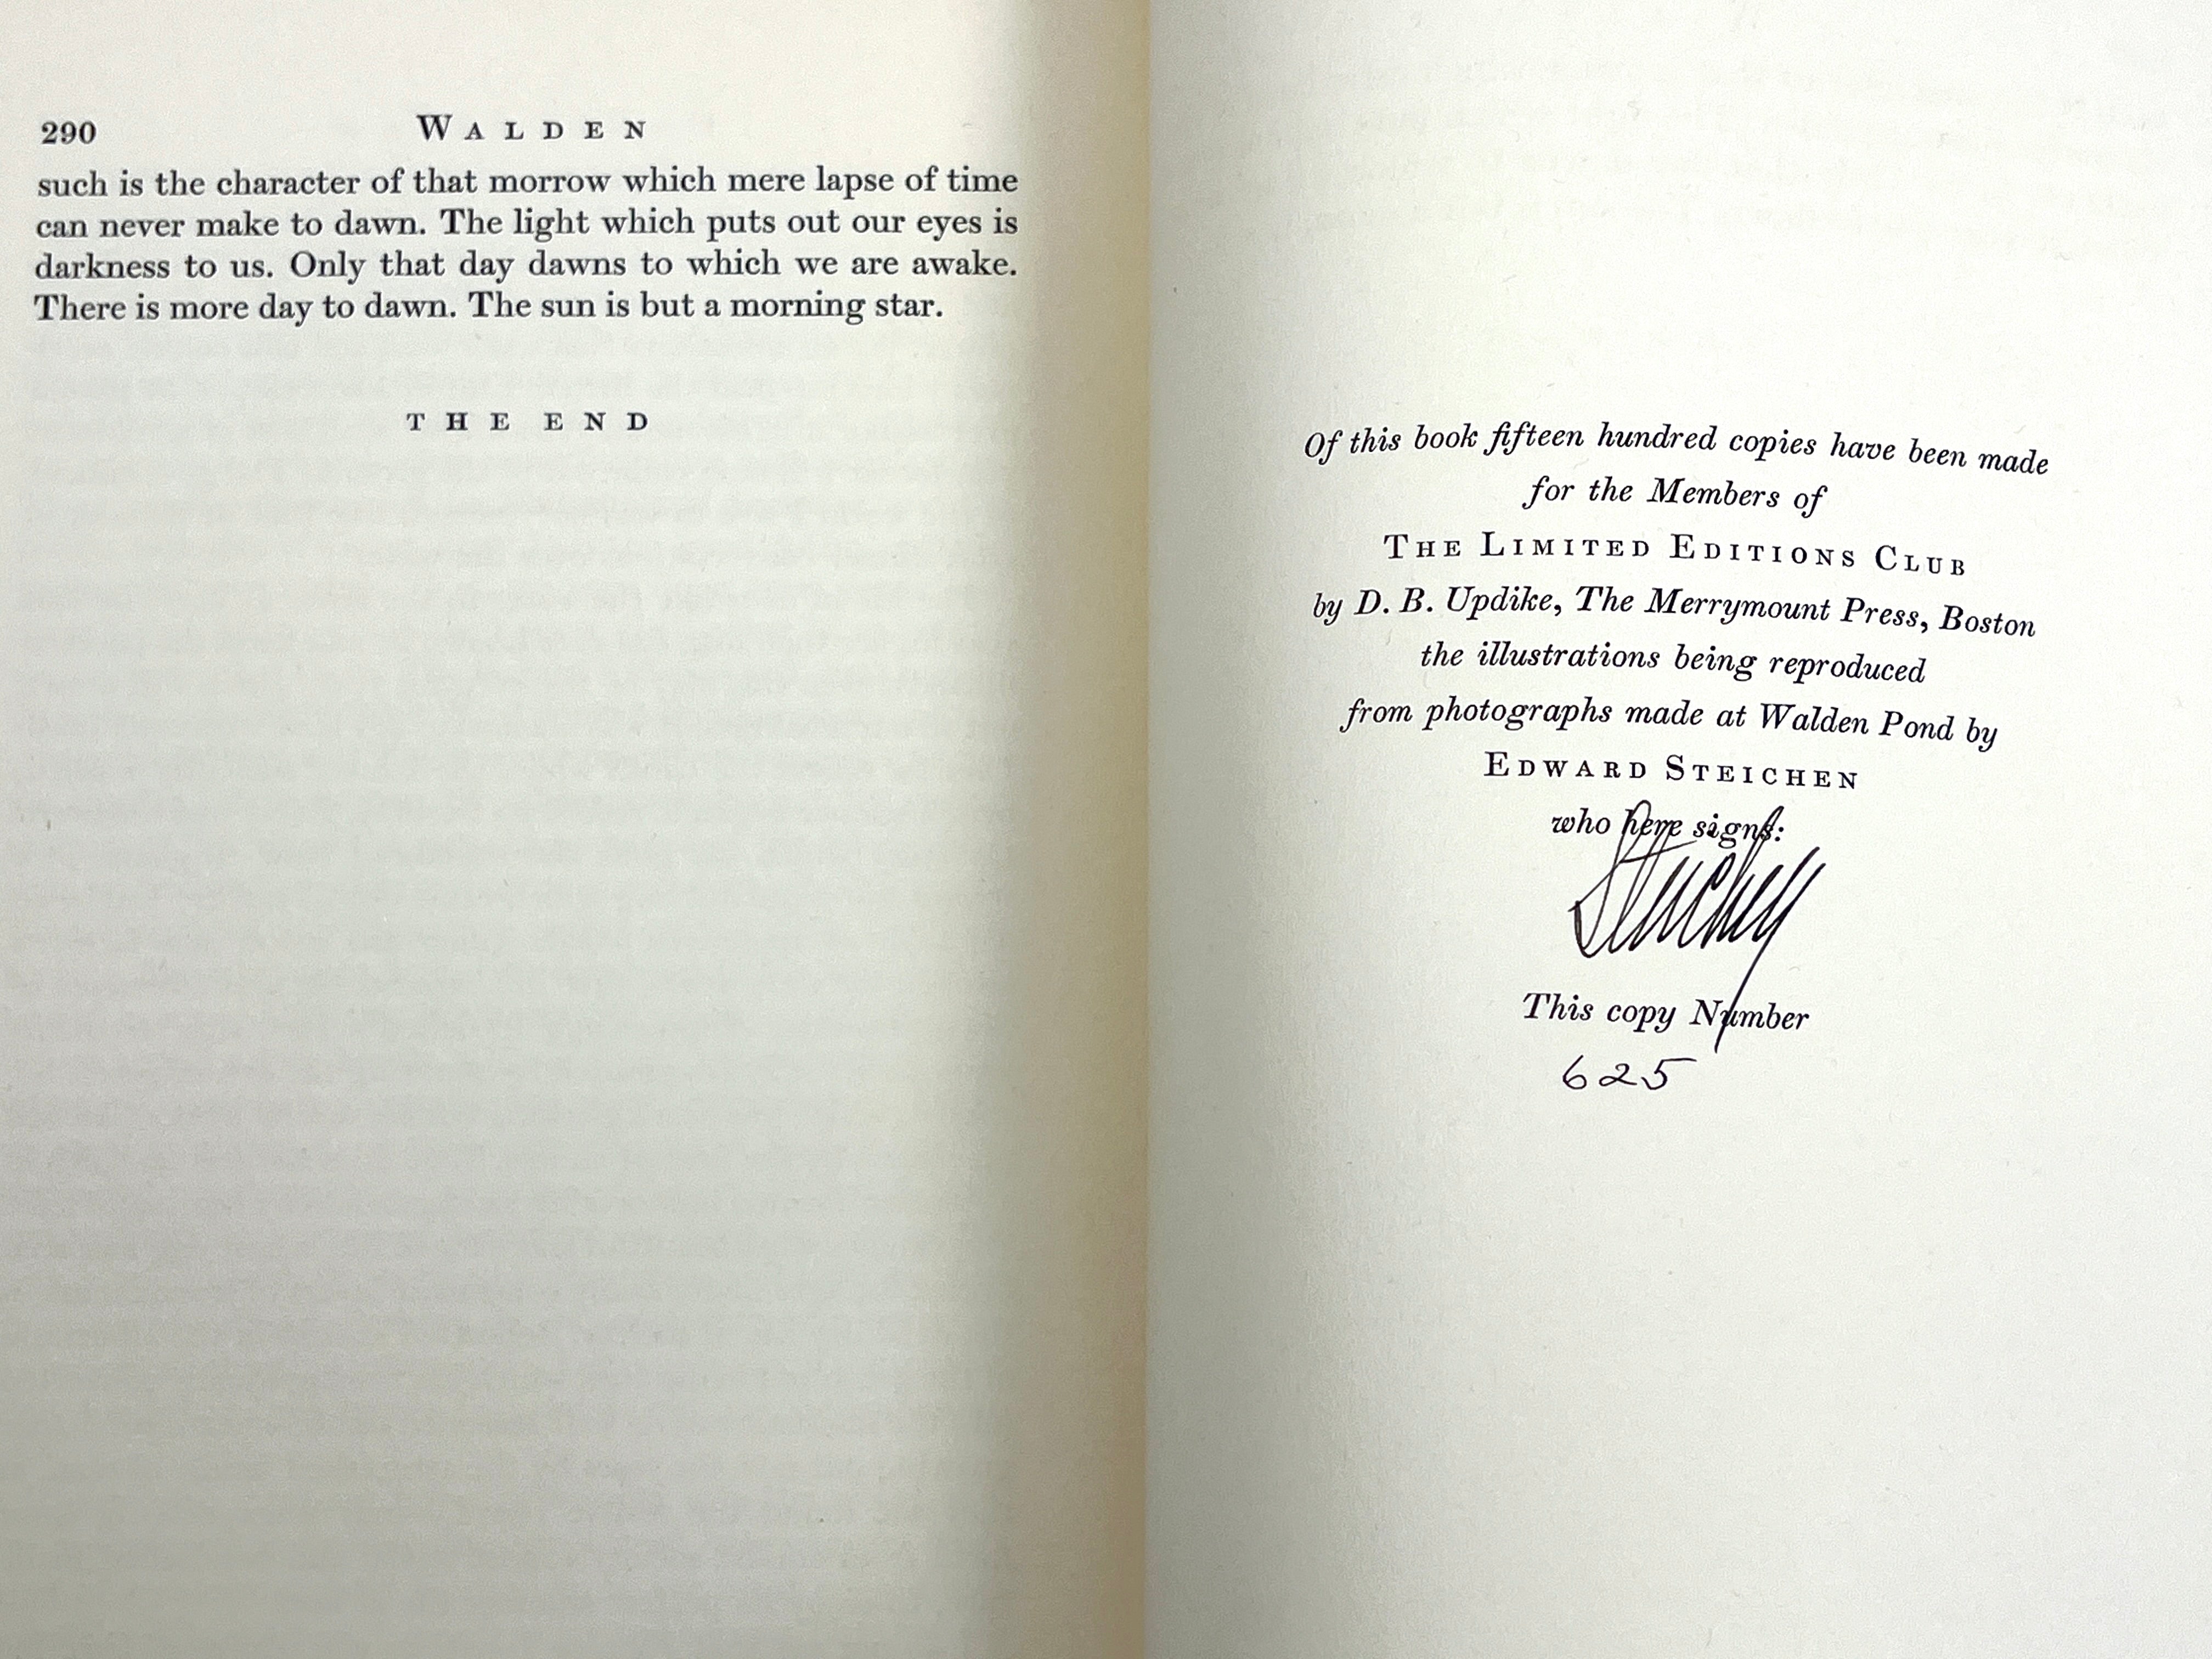 290 WALDEN
such is the character of that morrow which mere lapse of time
can never make to dawn. The light which puts out our eyes is
darkness to us. Only that day dawns to which we are awake.
There is more day to dawn. The sun is but a morning star.
THE END
Of this book fifteen hundred copies have been made
for the Members of
THE LIMITED EDITIONS CLUB
by D. B. Updike, The Merrymount Press, Boston
the illustrations being reproduced
from photographs made at Walden Pond by
EDWARD STEICHEN
who here signs:
Steichen
This copy Number
625